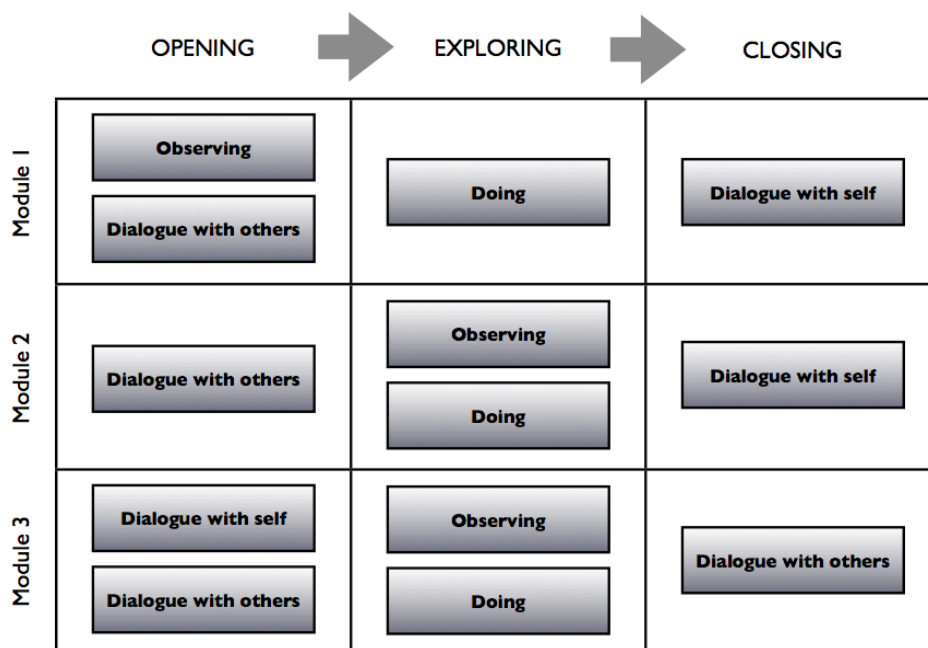 OPENING
EXPLORING
CLOSING
Module 1
Observing
Dialogue with others
Doing
Dialogue with self
Module 2
Dialogue with others
Observing
Doing
Dialogue with self
Module 3
Dialogue with self
Dialogue with others
Observing
Doing
Dialogue with others